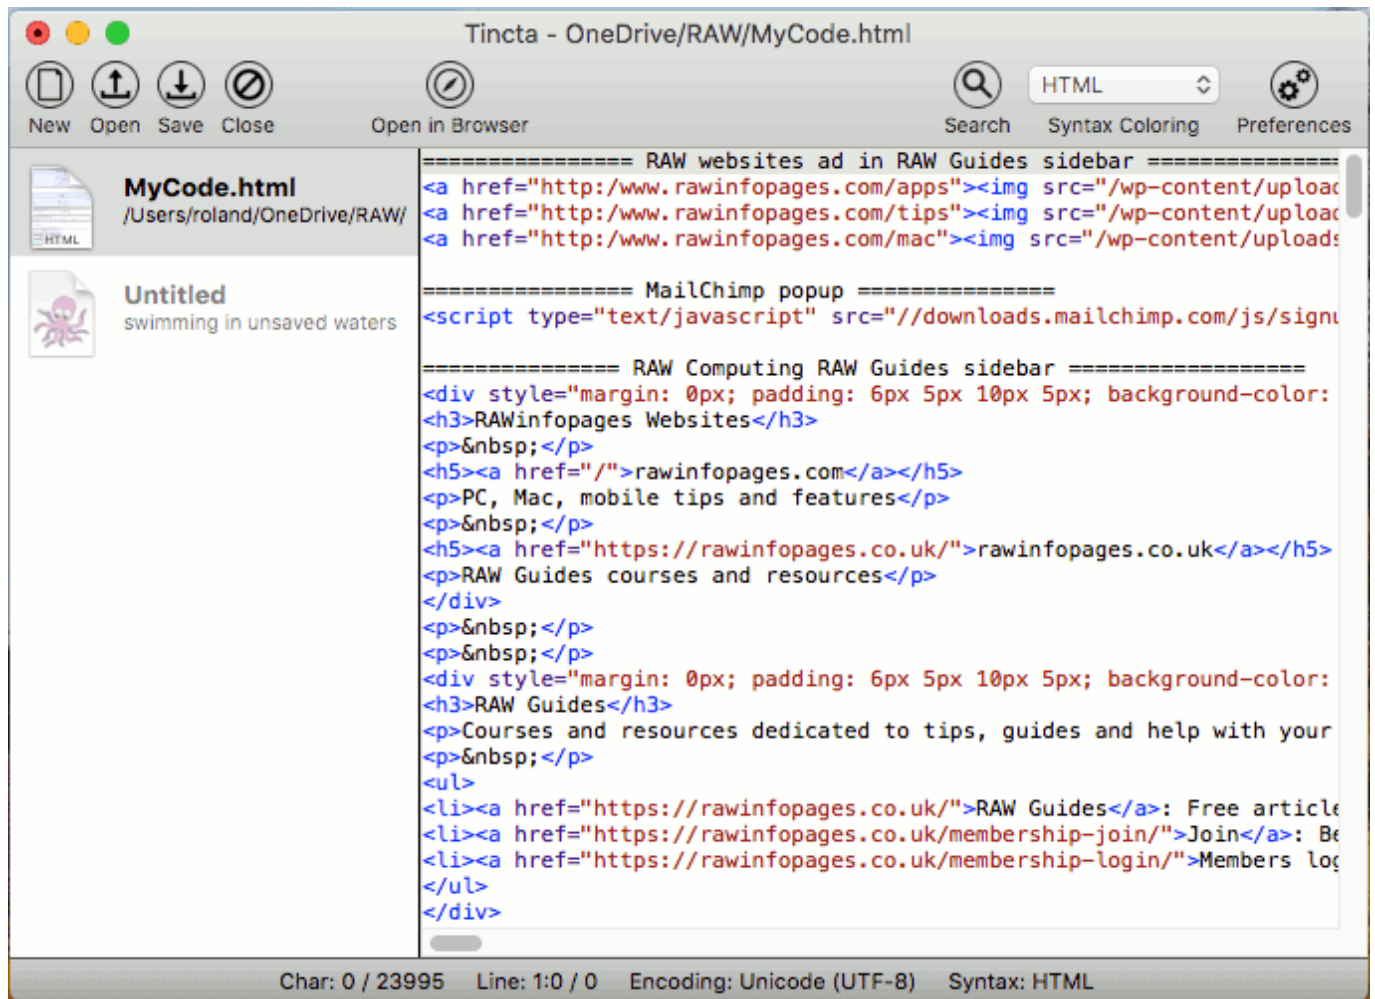 Tincta - OneDrive/RAW/MyCode.html
New Open Save Close Open in Browser Search HTML Syntax Coloring Preferences
MyCode.html
/Users/roland/OneDrive/RAW/
HTML
Untitled
swimming in unsaved waters
================ RAW websites ad in RAW Guides sidebar ===============
<a href="http:/www.rawinfopages.com/apps"><img src="/wp-content/upload
<a href="http:/www.rawinfopages.com/tips"><img src="/wp-content/upload
<a href="http:/www.rawinfopages.com/mac"><img src="/wp-content/uploads
================ MailChimp popup ===============
<script type="text/javascript" src="//downloads.mailchimp.com/js/signu
=============== RAW Computing RAW Guides sidebar ==================
<div style="margin: 0px; padding: 6px 5px 10px 5px; background-color:
<h3>RAWinfopages Websites</h3>
<p>&nbsp;</p>
<h5><a href="/">rawinfopages.com</a></h5>
<p>PC, Mac, mobile tips and features</p>
<p>&nbsp;</p>
<h5><a href="https://rawinfopages.co.uk/">rawinfopages.co.uk</a></h5>
<p>RAW Guides courses and resources</p>
</div>
<p>&nbsp;</p>
<p>&nbsp;</p>
<div style="margin: 0px; padding: 6px 5px 10px 5px; background-color:
<h3>RAW Guides</h3>
<p>Courses and resources dedicated to tips, guides and help with your
<p>&nbsp;</p>
<ul>
<li><a href="https://rawinfopages.co.uk/">RAW Guides</a>: Free article
<li><a href="https://rawinfopages.co.uk/membership-join/">Join</a>: Be
<li><a href="https://rawinfopages.co.uk/membership-login/">Members log
</ul>
</div>
Char: 0 / 23995 Line: 1:0 / 0 Encoding: Unicode (UTF-8) Syntax: HTML